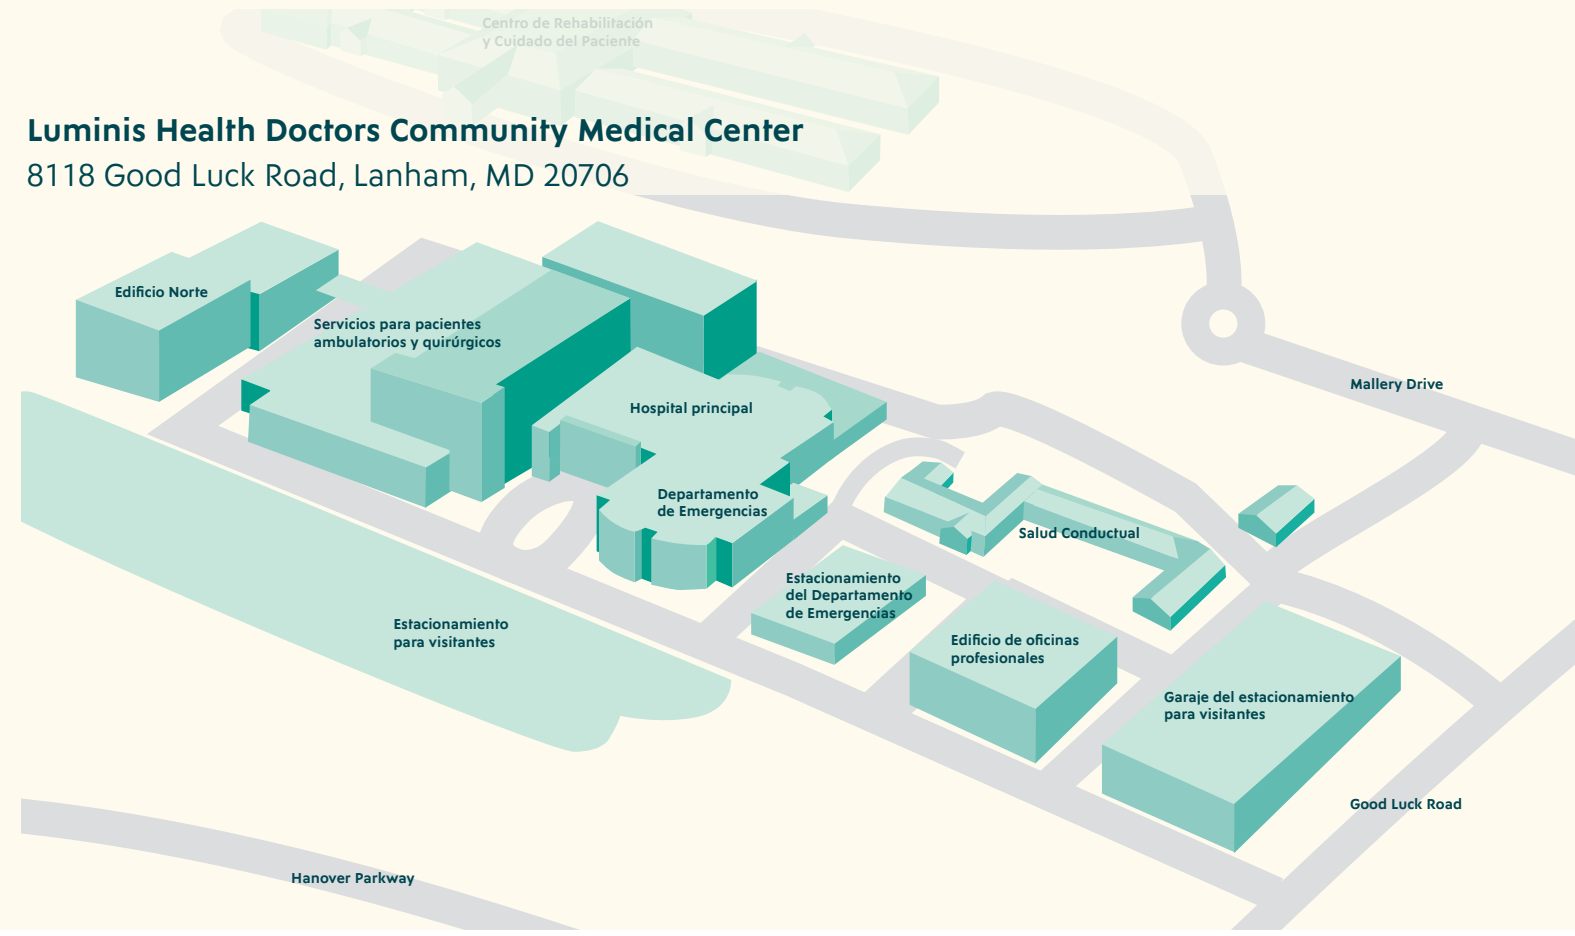 Centro de Rehabilitación
y Cuidado del Paciente
Luminis Health Doctors Community Medical Center
8118 Good Luck Road, Lanham, MD 20706
Edificio Norte
Servicios para pacientes
ambulatorios y quirúrgicos
Mallery Drive
Hospital principal
Departamento
de Emergencias
Salud Conductual
Estacionamiento
del Departamento
de Emergencias
Estacionamiento
para visitantes
Edificio de oficinas
profesionales
Garaje del estacionamiento
para visitantes
Good Luck Road
Hanover Parkway